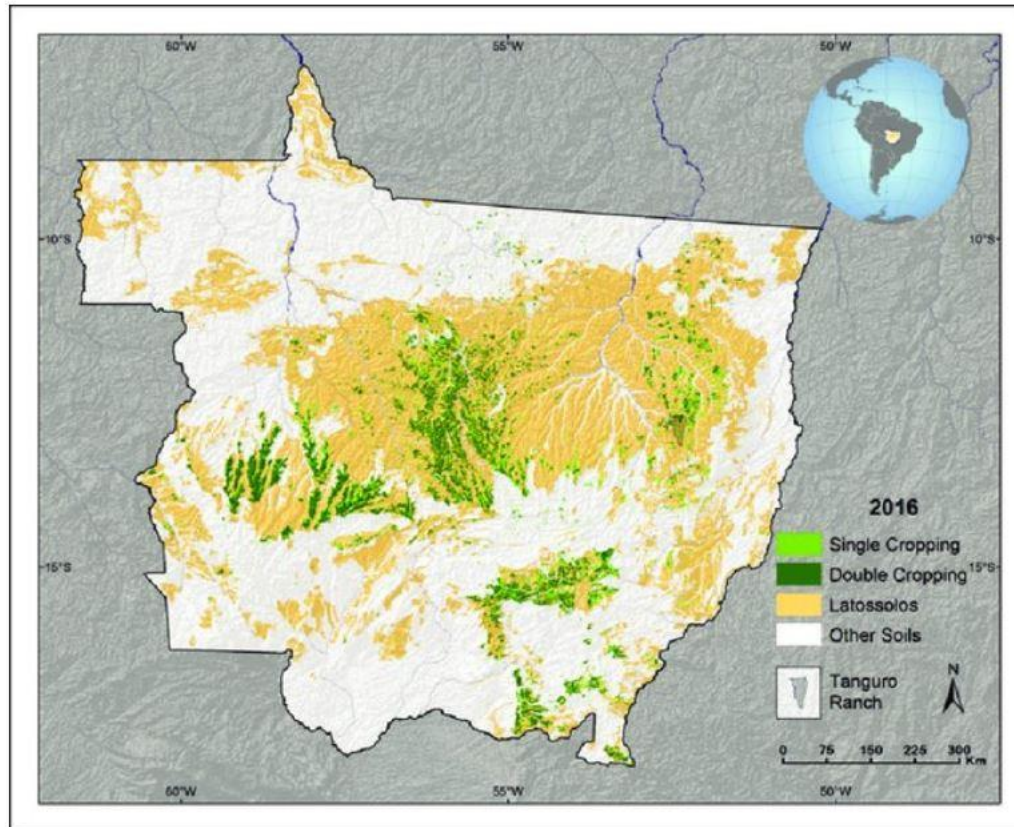 60°W 55°W 50°W
10°S 10°S
2016
Single Cropping
15°S 15°S
Double Cropping
Latossolos
Other Soils
Tanguro
Ranch
N
0 75 150 225 300
Km
60°W 55°W 50°W